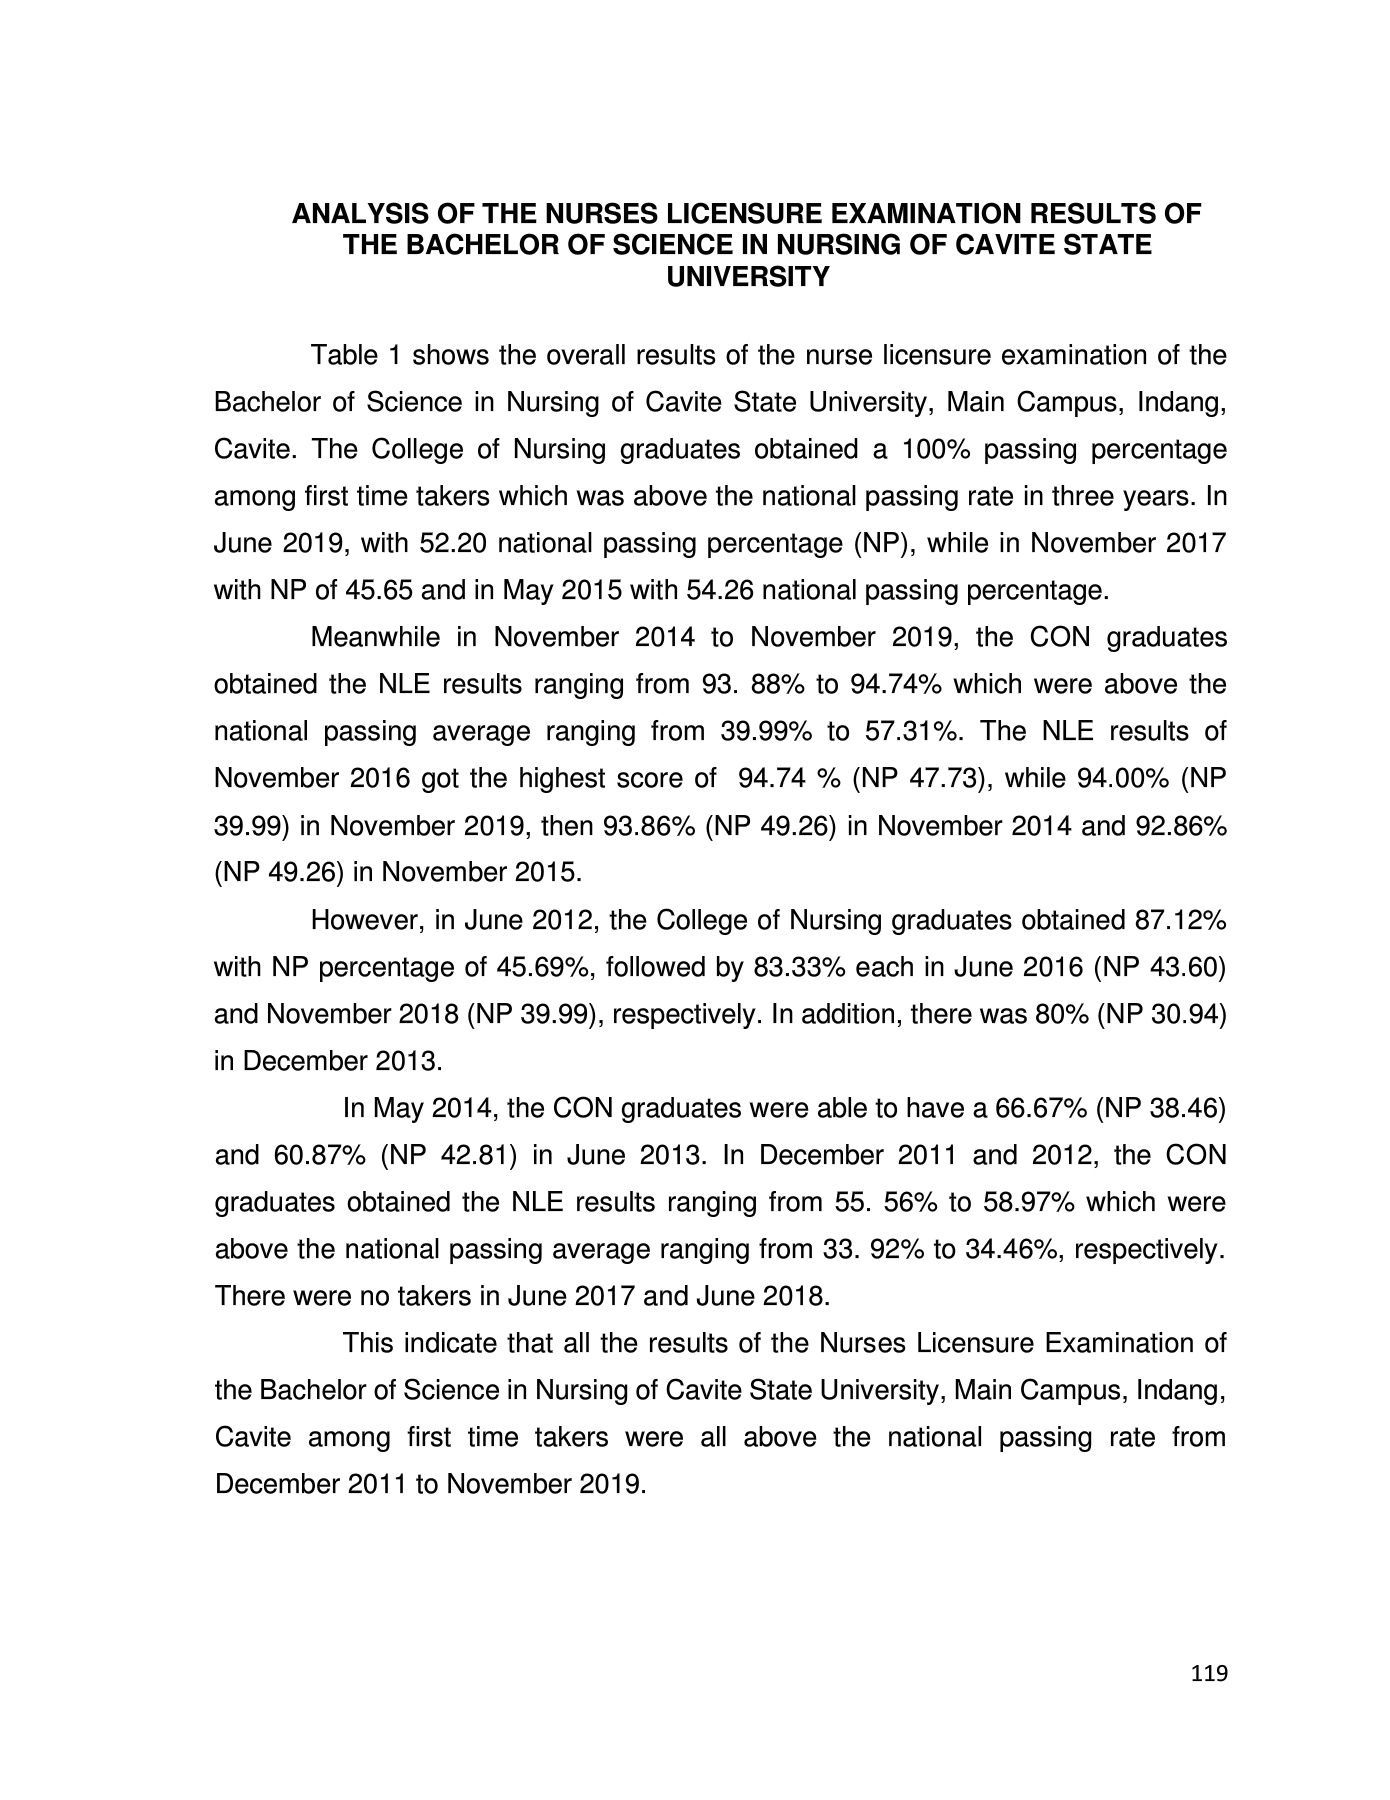 ANALYSIS OF THE NURSES LICENSURE EXAMINATION RESULTS OF
THE BACHELOR OF SCIENCE IN NURSING OF CAVITE STATE
UNIVERSITY
Table 1 shows the overall results of the nurse licensure examination of the
Bachelor of Science in Nursing of Cavite State University, Main Campus, Indang,
Cavite. The College of Nursing graduates obtained a 100% passing percentage
among first time takers which was above the national passing rate in three years. In
June 2019, with 52.20 national passing percentage (NP), while in November 2017
with NP of 45.65 and in May 2015 with 54.26 national passing percentage.
Meanwhile in November 2014 to November 2019, the CON graduates
obtained the NLE results ranging from 93. 88% to 94.74% which were above the
national passing average ranging from 39.99% to 57.31%. The NLE results of
November 2016 got the highest score of  94.74 % (NP 47.73), while 94.00% (NP
39.99) in November 2019, then 93.86% (NP 49.26) in November 2014 and 92.86%
(NP 49.26) in November 2015.
However, in June 2012, the College of Nursing graduates obtained 87.12%
with NP percentage of 45.69%, followed by 83.33% each in June 2016 (NP 43.60)
and November 2018 (NP 39.99), respectively. In addition, there was 80% (NP 30.94)
in December 2013.
In May 2014, the CON graduates were able to have a 66.67% (NP 38.46)
and 60.87% (NP 42.81) in June 2013. In December 2011 and 2012, the CON
graduates obtained the NLE results ranging from 55. 56% to 58.97% which were
above the national passing average ranging from 33. 92% to 34.46%, respectively.
There were no takers in June 2017 and June 2018.
This indicate that all the results of the Nurses Licensure Examination of
the Bachelor of Science in Nursing of Cavite State University, Main Campus, Indang,
Cavite among first time takers were all above the national passing rate from
December 2011 to November 2019.
119